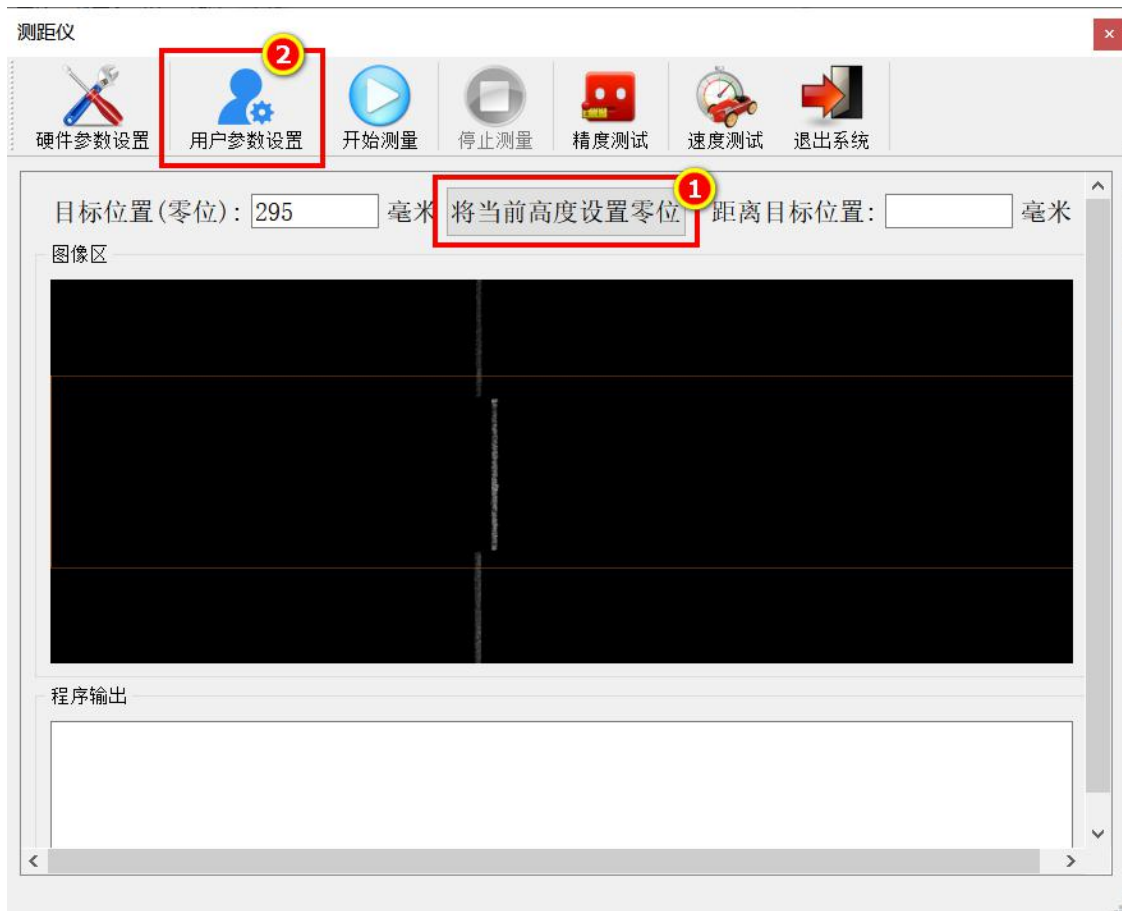 测距仪
2
硬件参数设置 用户参数设置 开始测量 停止测量 精度测试 速度测试 退出系统
1
目标位置(零位): 295 毫米 将当前高度设置零位 距离目标位置: 毫米
图像区
程序输出